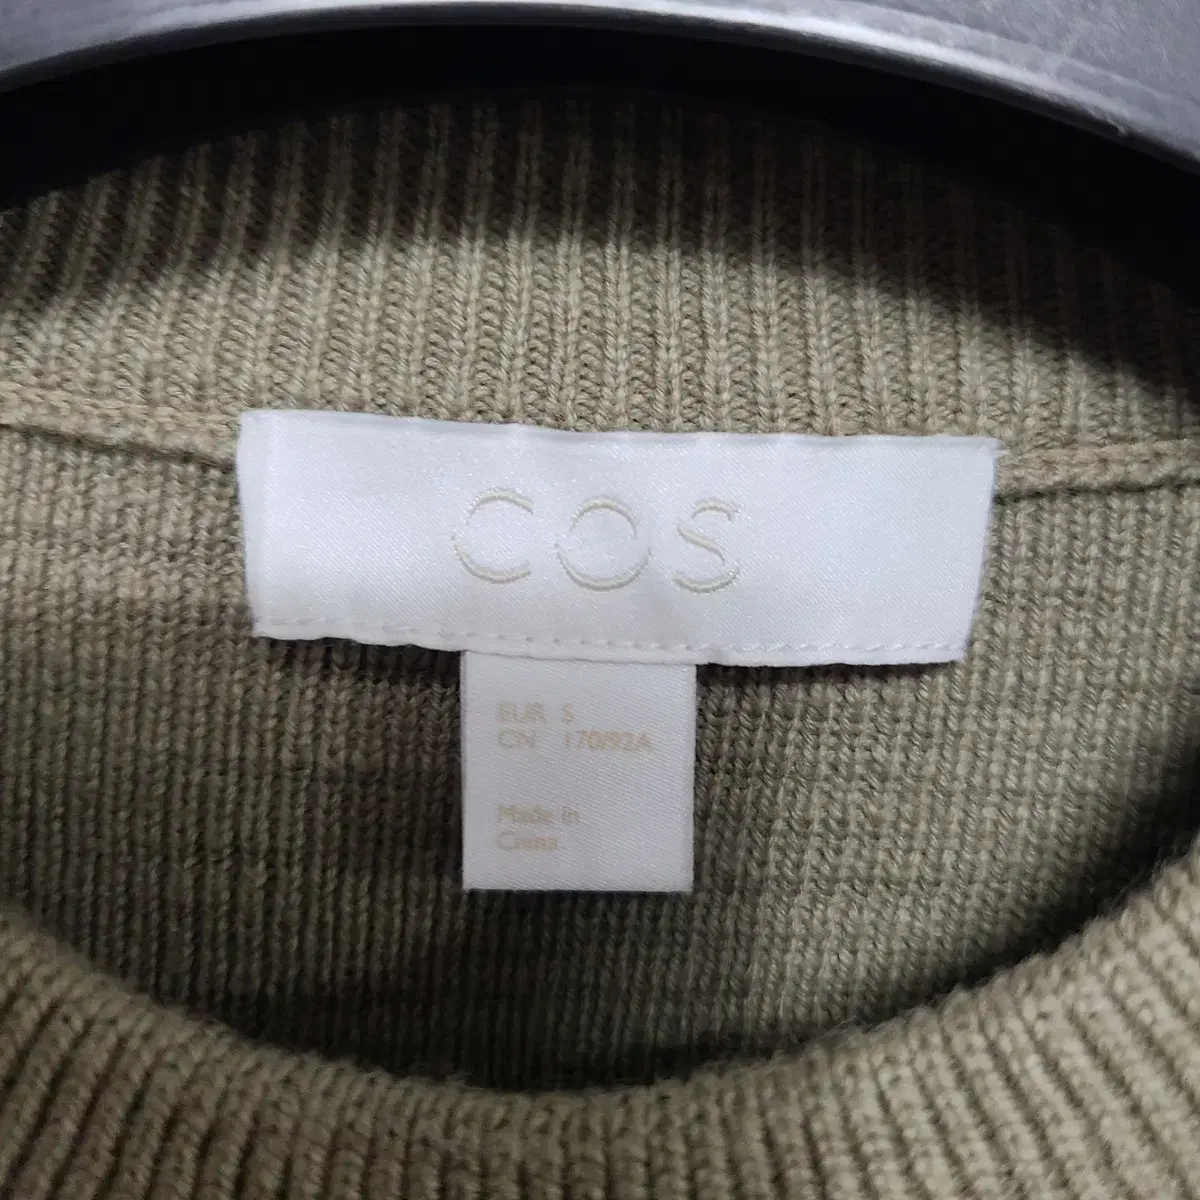 COS
EUR S
CN 170/92A
Made in
China